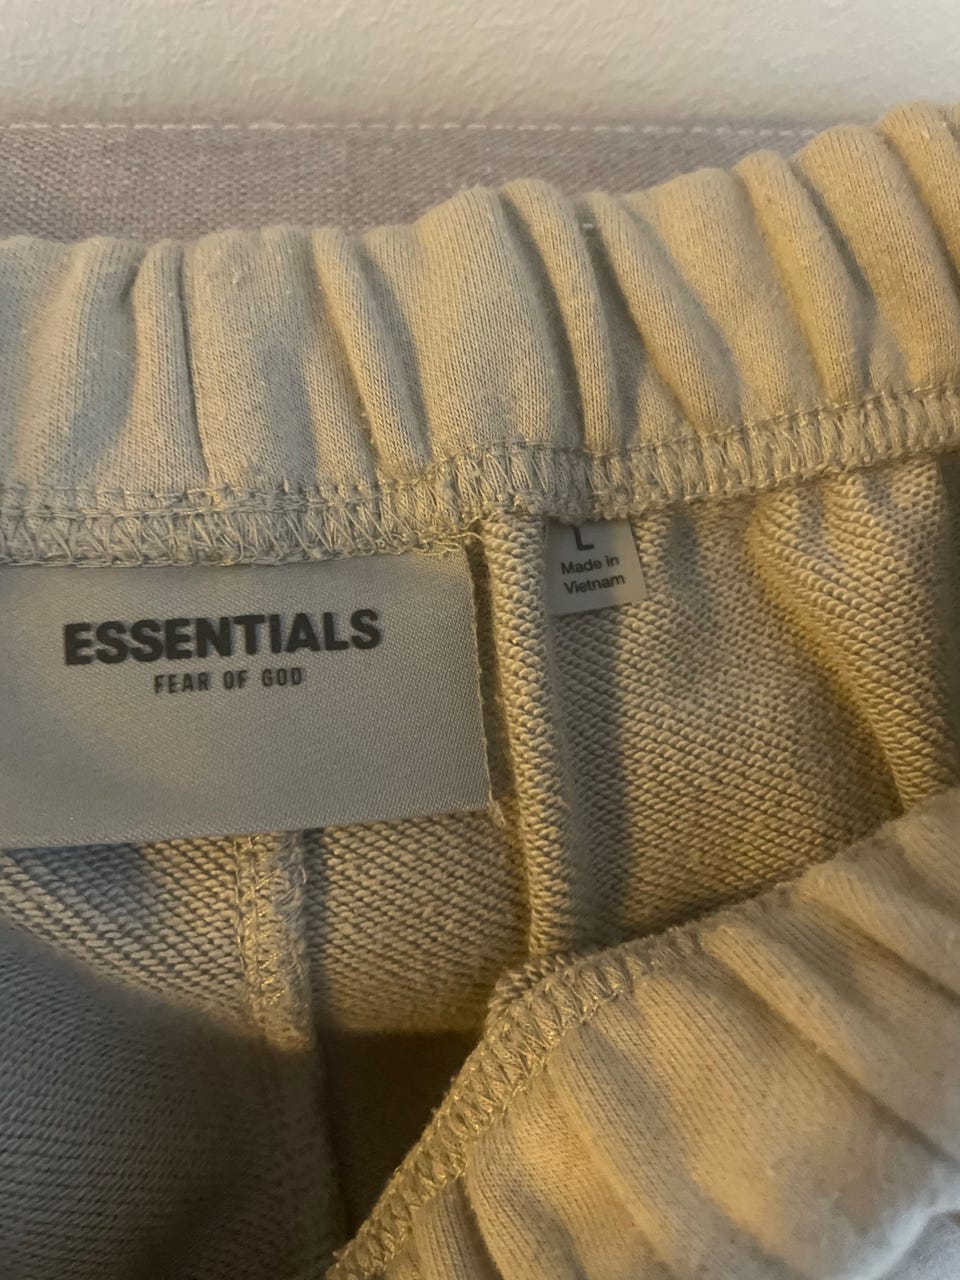 ESSENTIALS
FEAR OF GOD
L
Made in
Vietnam